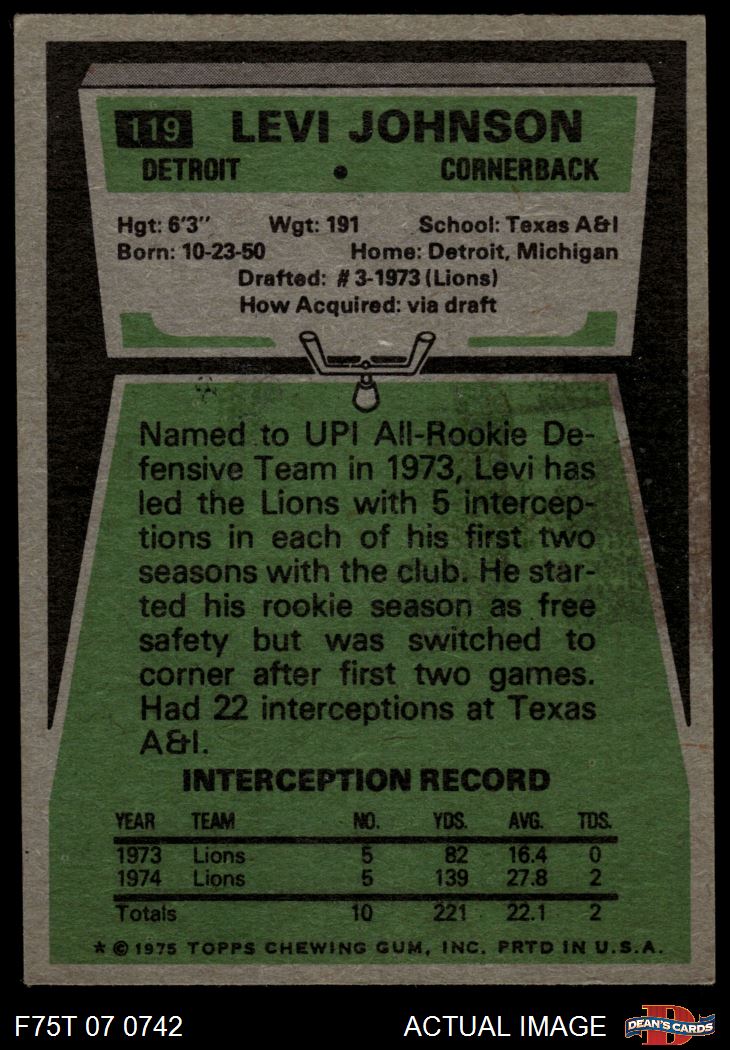 119 LEVI JOHNSON
DETROIT • CORNERBACK
Hgt: 6'3" Wgt: 191 School: Texas A&I
Born: 10-23-50 Home: Detroit, Michigan
Drafted: #3-1973 (Lions)
How Acquired: via draft
Named to UPI All-Rookie De-
fensive Team in 1973, Levi has
led the Lions with 5 intercep-
tions in each of his first two
seasons with the club. He star-
ted his rookie season as free
safety but was switched to
corner after first two games.
Had 22 interceptions at Texas
A&I.
INTERCEPTION RECORD
YEAR TEAM NO. YDS. AVG. TDS.
1973 Lions 5 82 16.4 0
1974 Lions 5 139 27.8 2
Totals 10 221 22.1 2
* © 1975 TOPPS CHEWING GUM, INC. PRTD IN U.S.A.
F75T 07 0742 ACTUAL IMAGE D DEAN'S CARDS